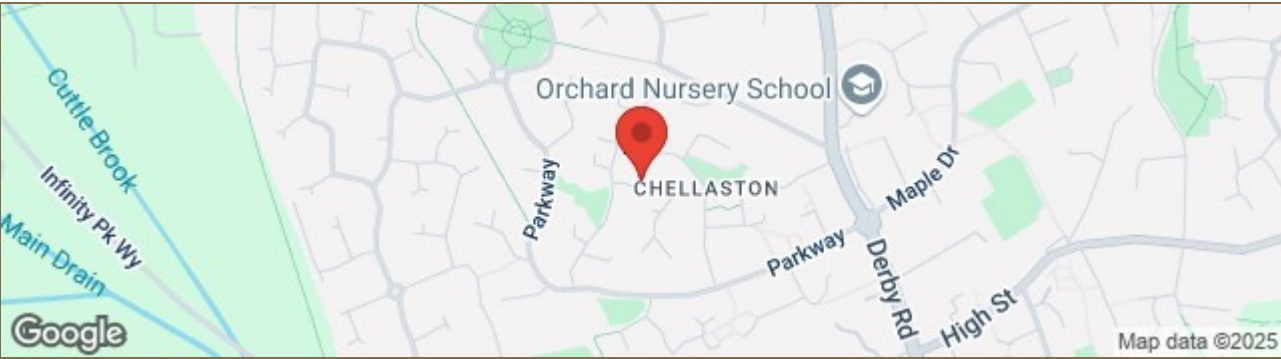 Orchard Nursery School
Cuttle Brook
Infinity Pk Wy
Main Drain
Parkway
CHELLASTON
Maple Dr
Parkway
Derby Rd
High St
Google
Map data ©2025